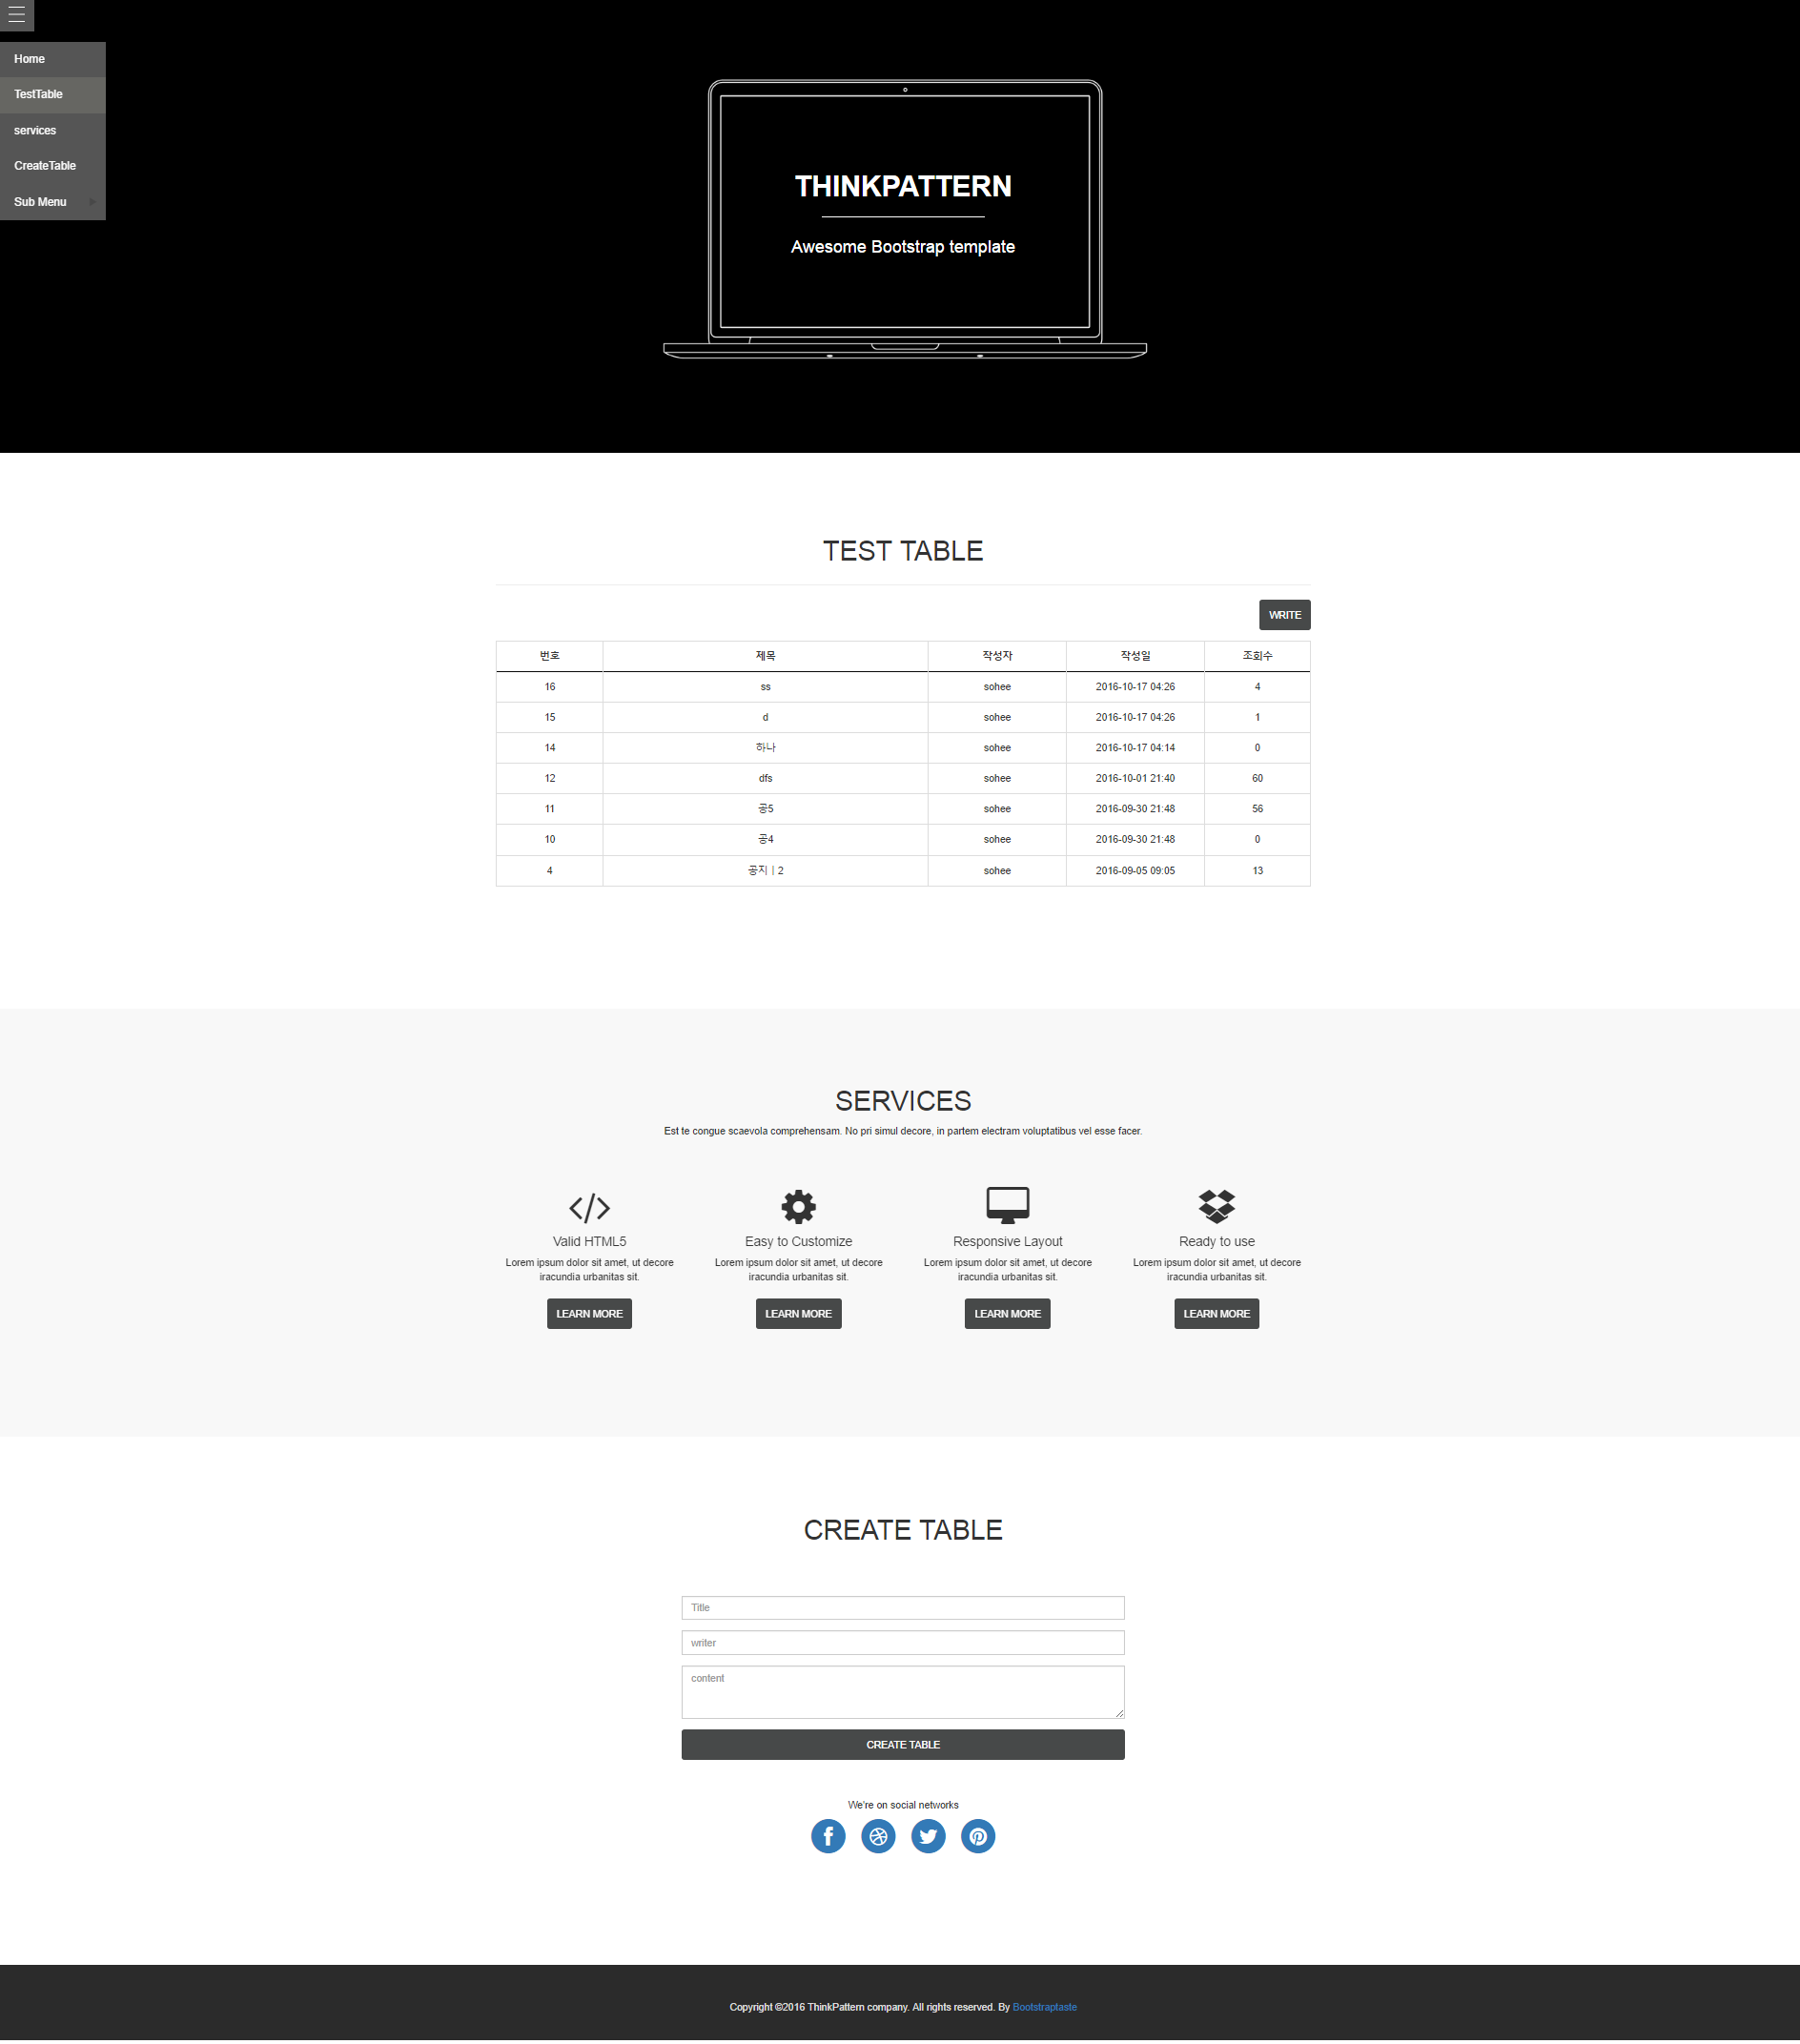 Home
TestTable
services
CreateTable
Sub Menu
THINKPATTERN
Awesome Bootstrap template
TEST TABLE
WRITE
번호 제목 작성자 작성일 조회수
16 ss sohee 2016-10-17 04:26 4
15 d sohee 2016-10-17 04:26 1
14 하나 sohee 2016-10-17 04:14 0
12 dfs sohee 2016-10-01 21:40 60
11 공5 sohee 2016-09-30 21:48 56
10 공4 sohee 2016-09-30 21:48 0
4 공지ㅣ2 sohee 2016-09-05 09:05 13
SERVICES
Est te congue scaevola comprehensam. No pri simul decore, in partem electram voluptatibus vel esse facer.
Valid HTML5
Lorem ipsum dolor sit amet, ut decore
iracundia urbanitas sit.
LEARN MORE
Easy to Customize
Lorem ipsum dolor sit amet, ut decore
iracundia urbanitas sit.
LEARN MORE
Responsive Layout
Lorem ipsum dolor sit amet, ut decore
iracundia urbanitas sit.
LEARN MORE
Ready to use
Lorem ipsum dolor sit amet, ut decore
iracundia urbanitas sit.
LEARN MORE
CREATE TABLE
Title
writer
content
CREATE TABLE
We're on social networks
Copyright ©2016 ThinkPattern company. All rights reserved. By Bootstraptaste